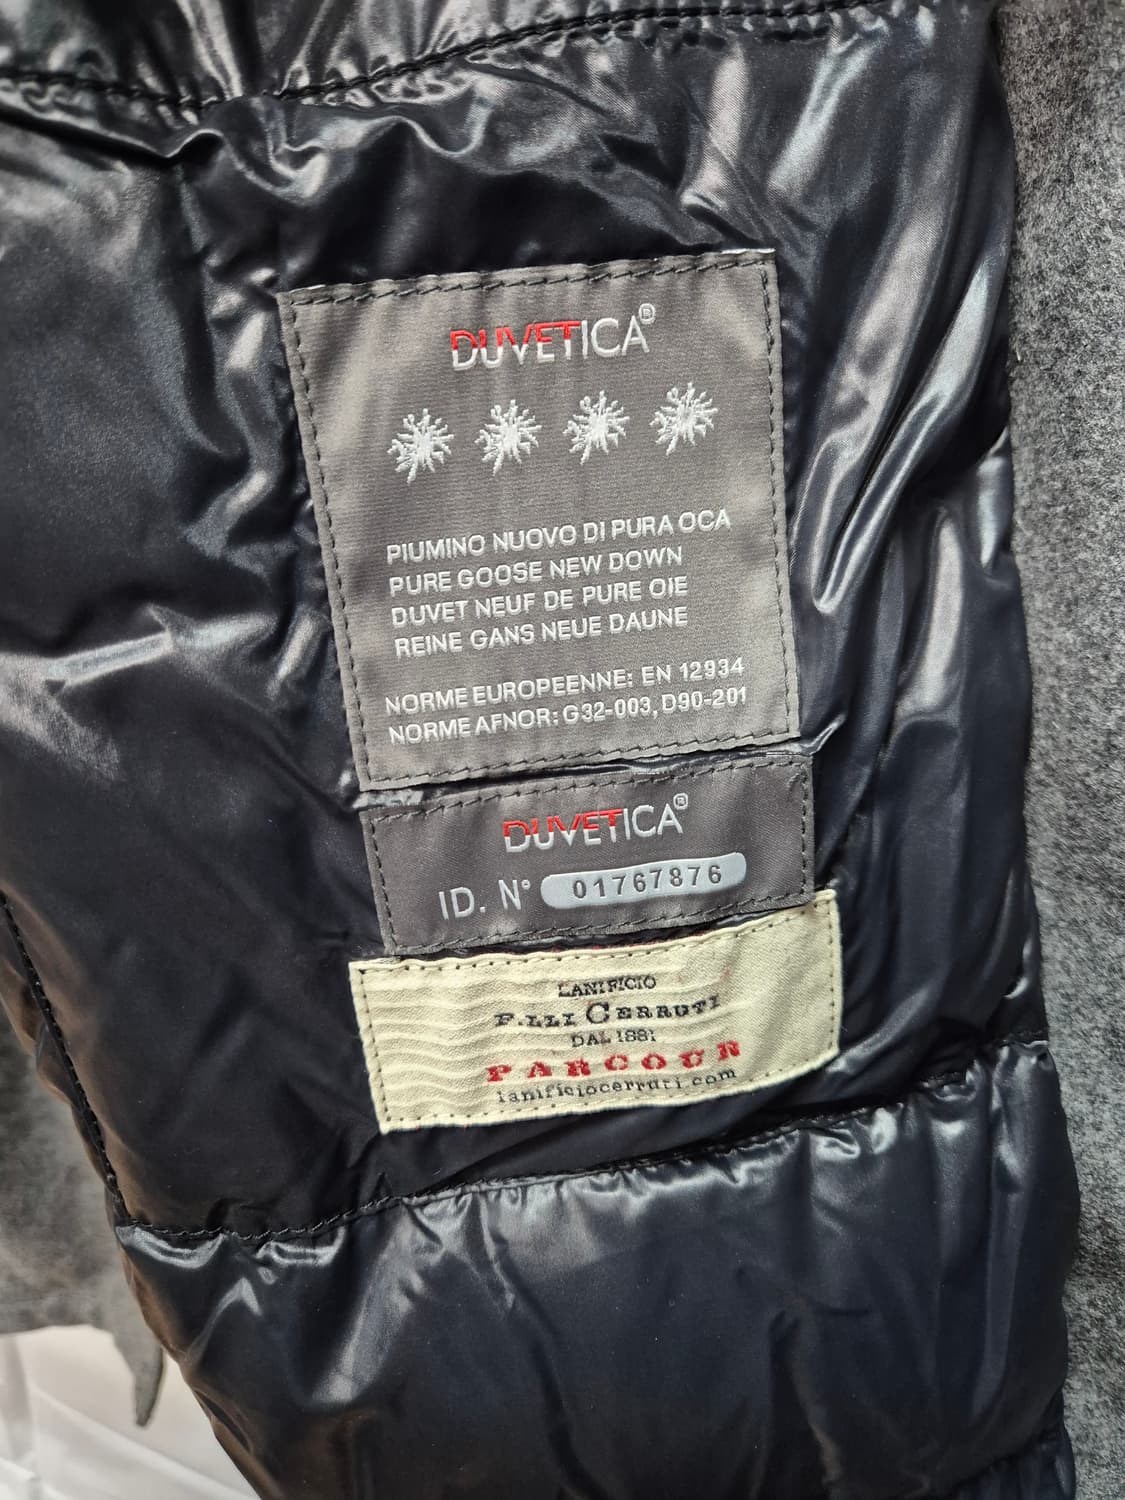 DUVETICA®
PIUMINO NUOVO DI PURA OCA
PURE GOOSE NEW DOWN
DUVET NEUF DE PURE OIE
REINE GANS NEUE DAUNE
NORME EUROPEENNE: EN 12934
NORME AFNOR: G32-003, D90-201
DUVETICA®
ID. N° 01767876
LANIFICIO
F.LLI CERRUTI
DAL 1881
PARCOUR
lanificiocerruti.com